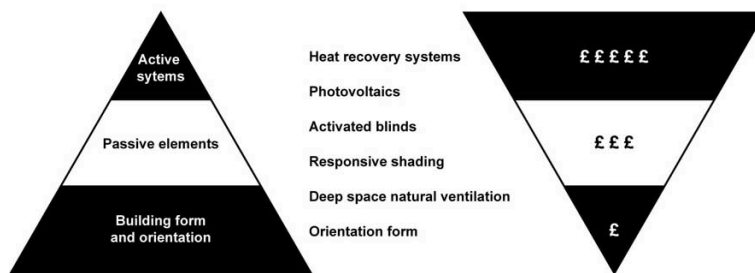 Active
sytems
Passive elements
Building form
and orientation
Heat recovery systems
Photovoltaics
Activated blinds
Responsive shading
Deep space natural ventilation
Orientation form
£ £ £ £ £
£ £ £
£